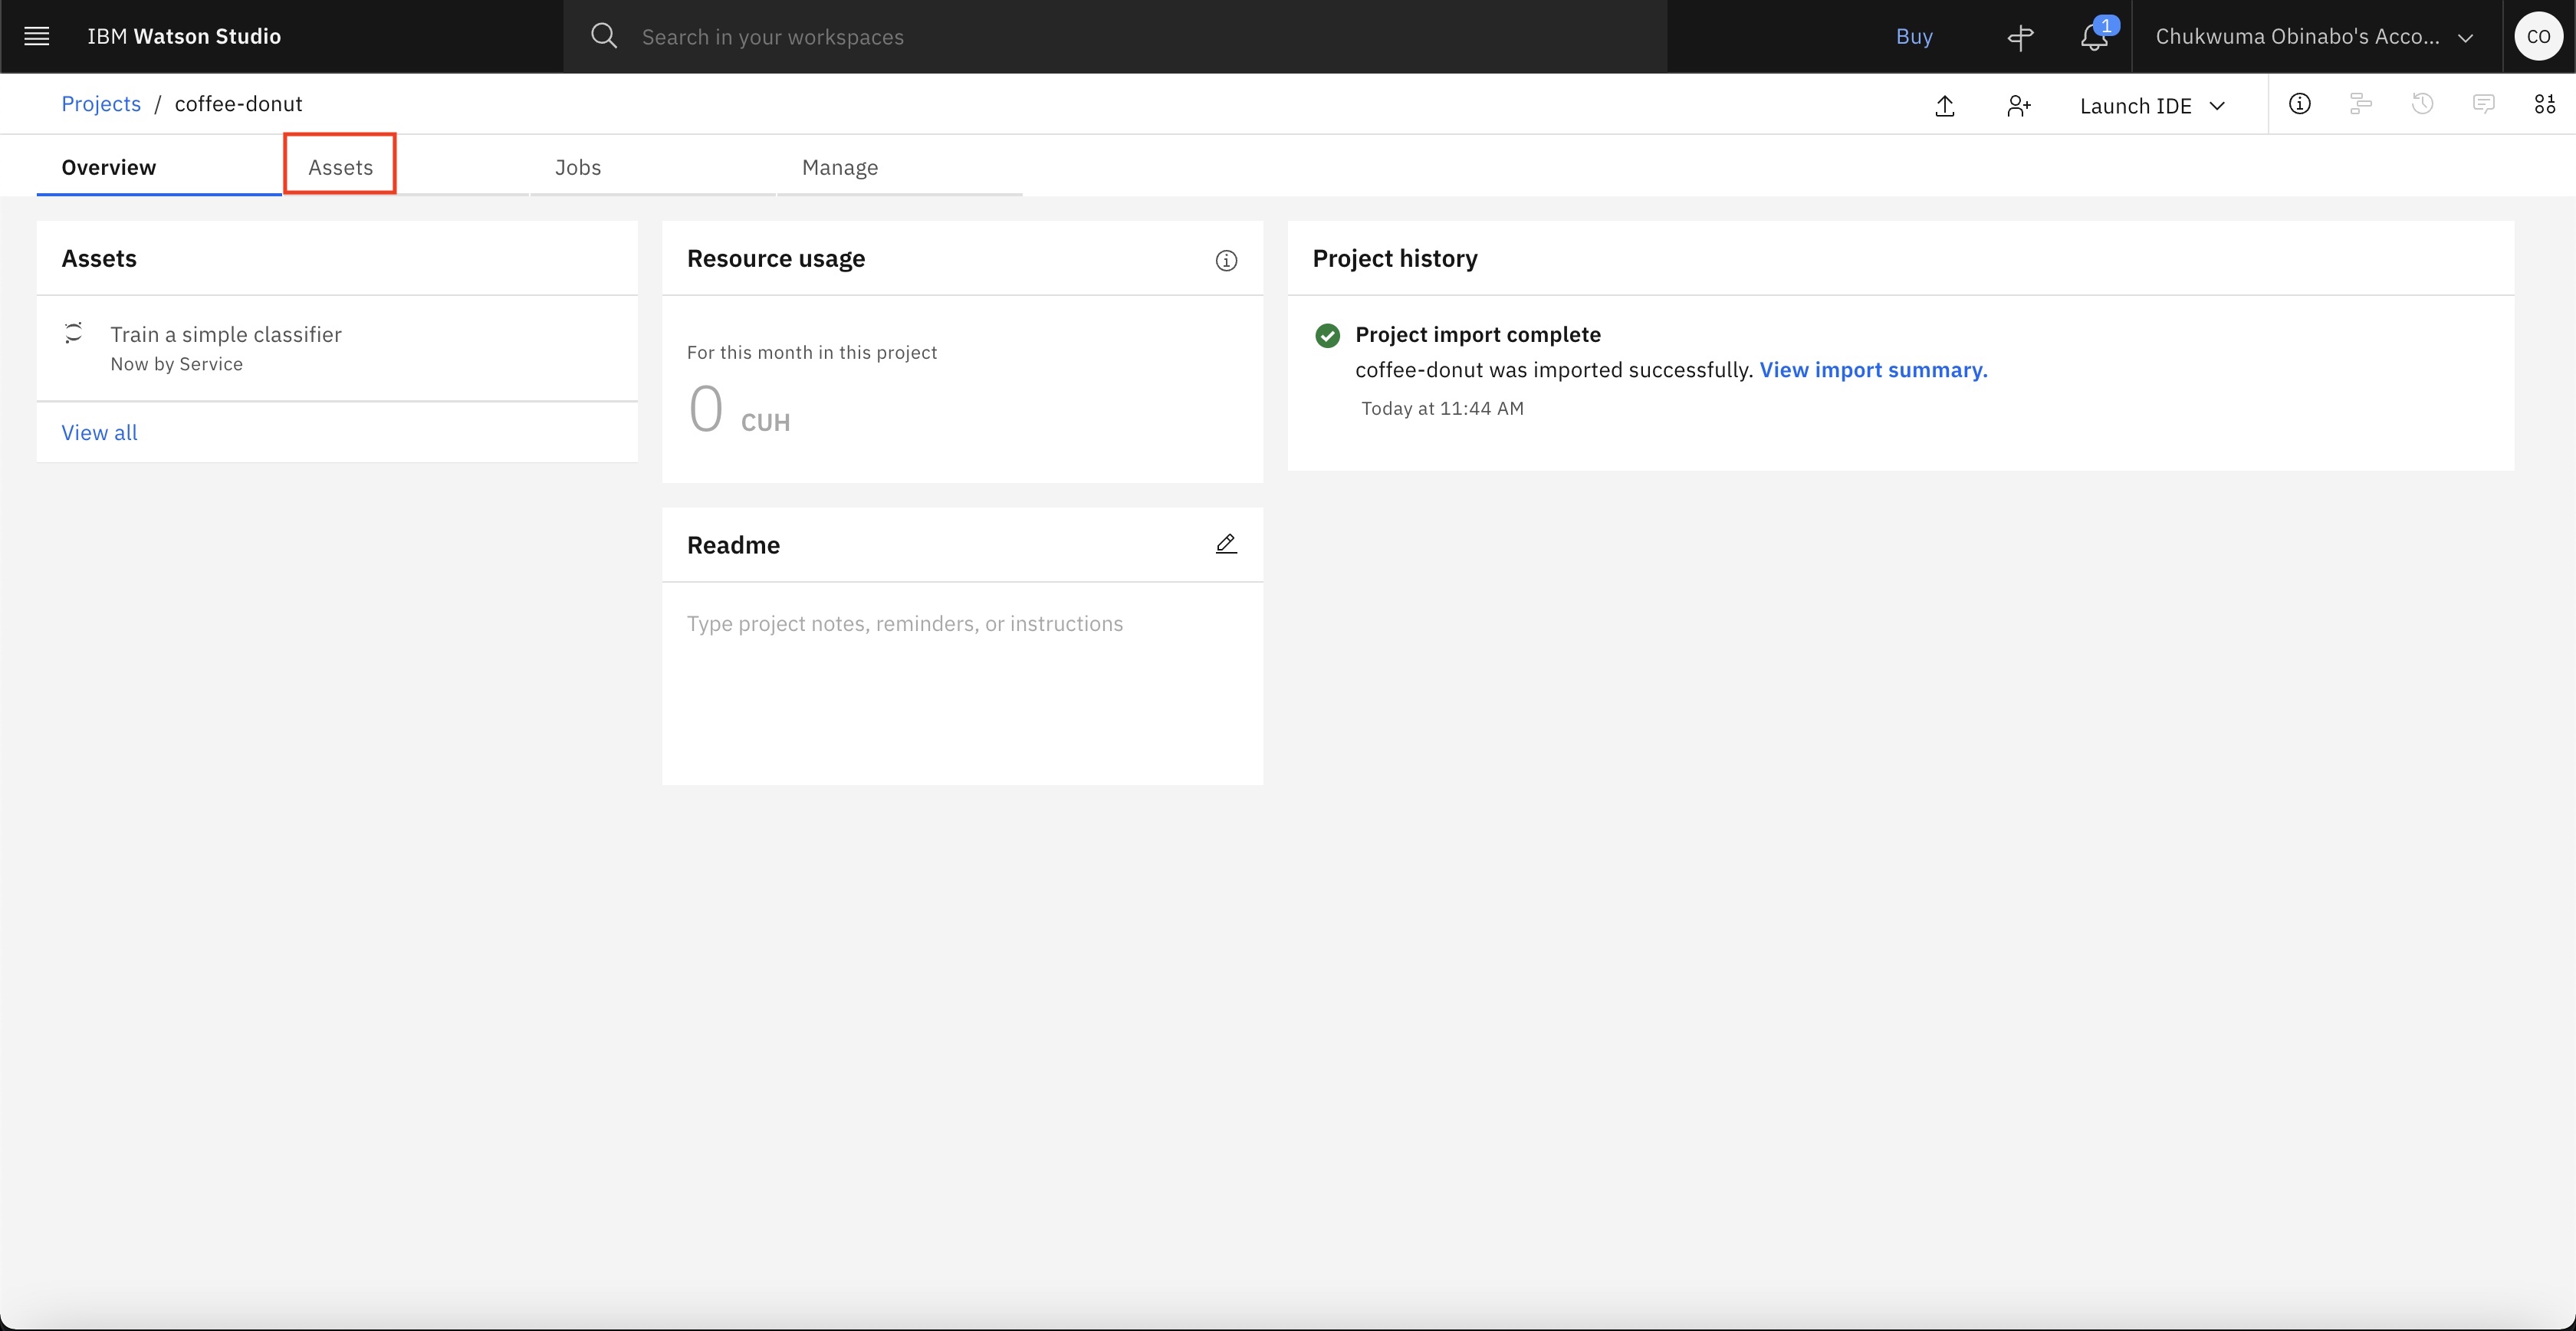 IBM Watson Studio
Search in your workspaces
Buy
1
Chukwuma Obinabo's Acco...
CO
Projects / coffee-donut
Launch IDE
Overview
Assets
Jobs
Manage
Assets
Train a simple classifier
Now by Service
View all
Resource usage
For this month in this project
0 CUH
Readme
Type project notes, reminders, or instructions
Project history
Project import complete
coffee-donut was imported successfully. View import summary.
Today at 11:44 AM